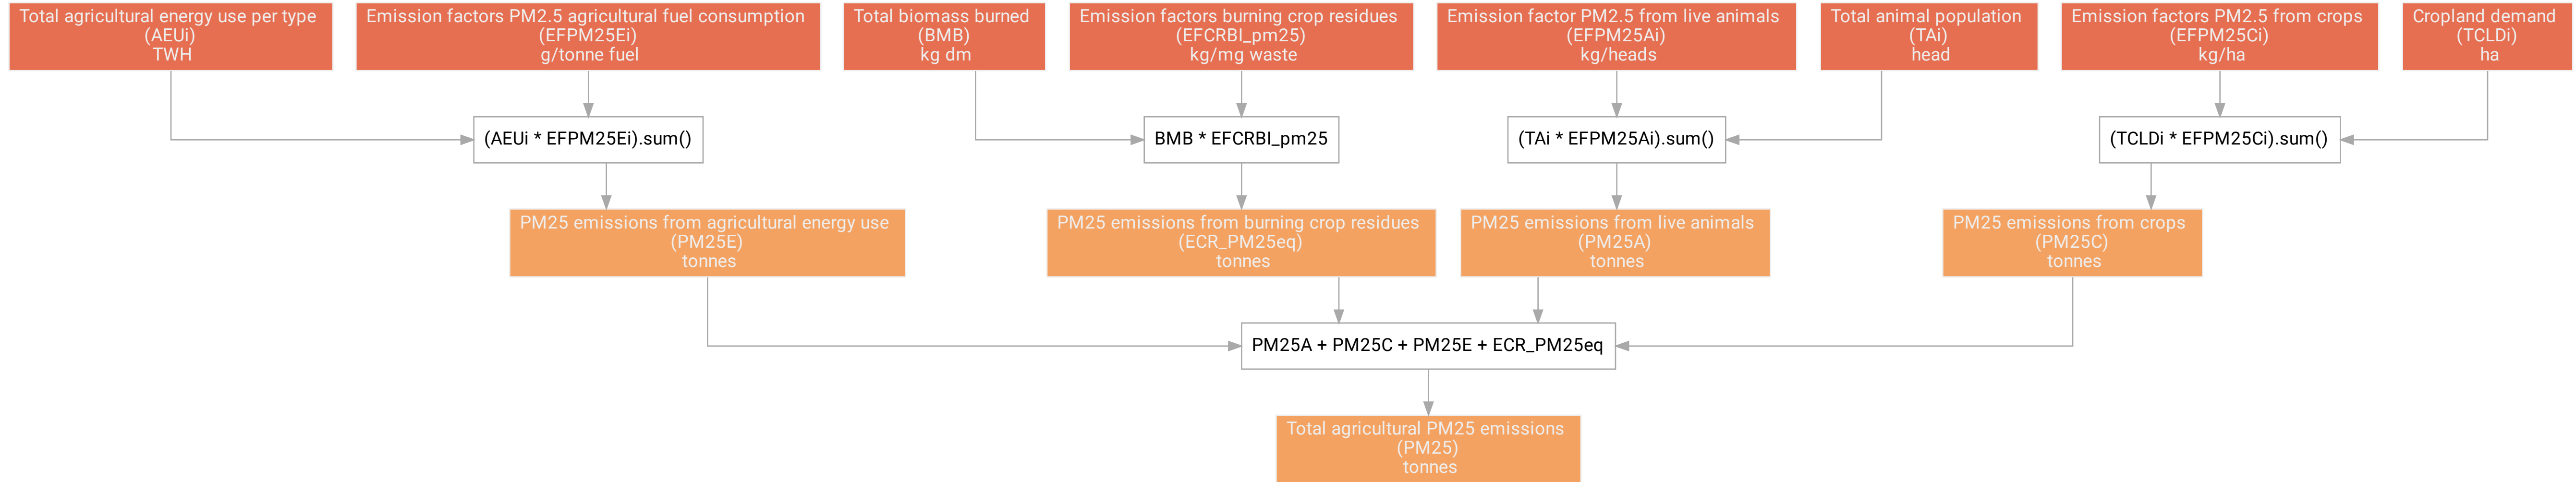 Total agricultural energy use per type
(AEUi)
TWH
Emission factors PM2.5 agricultural fuel consumption
(EFPM25Ei)
g/tonne fuel
Total biomass burned
(BMB)
kg dm
Emission factors burning crop residues
(EFCRBI_pm25)
kg/mg waste
Emission factor PM2.5 from live animals
(EFPM25Ai)
kg/heads
Total animal population
(TAi)
head
Emission factors PM2.5 from crops
(EFPM25Ci)
kg/ha
Cropland demand
(TCLDi)
ha
(AEUi * EFPM25Ei).sum()
BMB * EFCRBI_pm25
(TAi * EFPM25Ai).sum()
(TCLDi * EFPM25Ci).sum()
PM25 emissions from agricultural energy use
(PM25E)
tonnes
PM25 emissions from burning crop residues
(ECR_PM25eq)
tonnes
PM25 emissions from live animals
(PM25A)
tonnes
PM25 emissions from crops
(PM25C)
tonnes
PM25A + PM25C + PM25E + ECR_PM25eq
Total agricultural PM25 emissions
(PM25)
tonnes